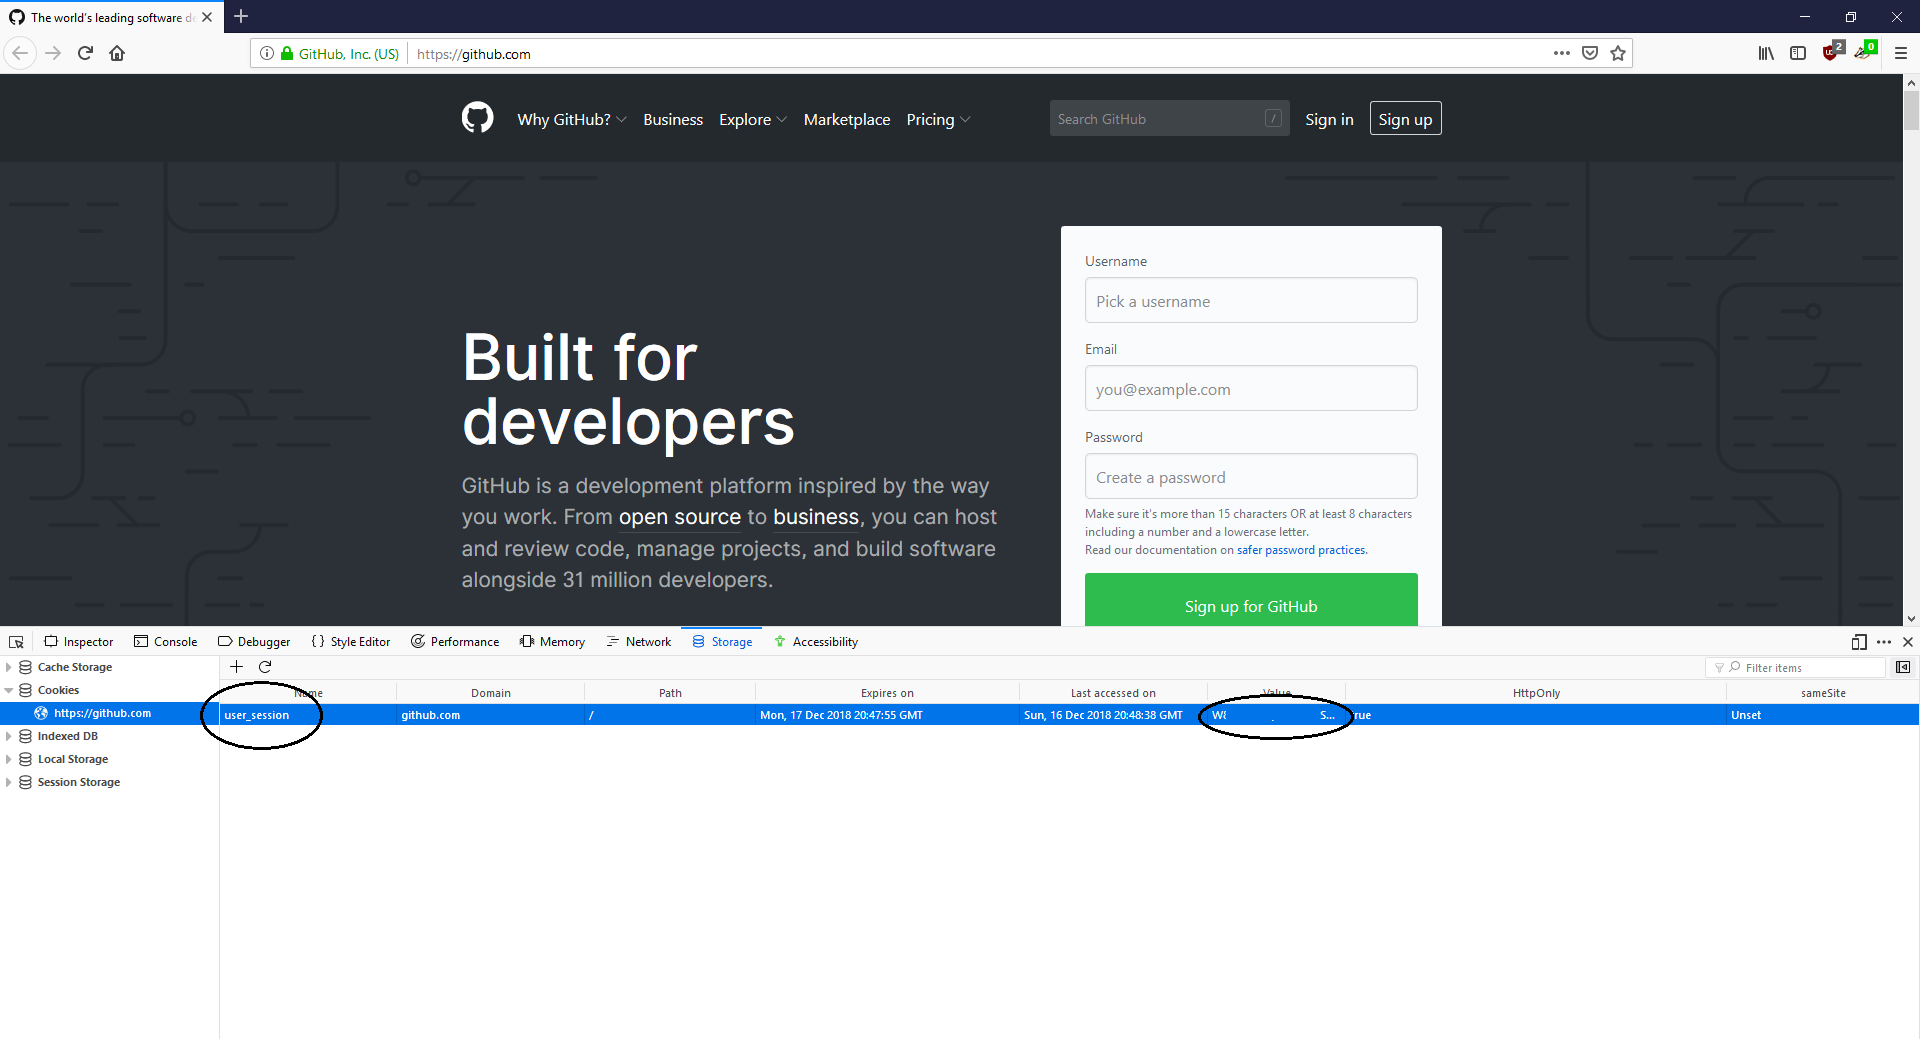 The world's leading software de
GitHub, Inc. (US)
https://github.com
2
0
Why GitHub?
Business
Explore
Marketplace
Pricing
Search GitHub
/
Sign in
Sign up
Built for
developers
GitHub is a development platform inspired by the way
you work. From open source to business, you can host
and review code, manage projects, and build software
alongside 31 million developers.
Username
Pick a username
Email
you@example.com
Password
Create a password
Make sure it's more than 15 characters OR at least 8 characters
including a number and a lowercase letter.
Read our documentation on safer password practices.
Sign up for GitHub
Inspector
Console
Debugger
Style Editor
Performance
Memory
Network
Storage
Accessibility
Cache Storage
Cookies
https://github.com
Indexed DB
Local Storage
Session Storage
Filter items
Name
Domain
Path
Expires on
Last accessed on
Value
HttpOnly
sameSite
user_session
github.com
/
Mon, 17 Dec 2018 20:47:55 GMT
Sun, 16 Dec 2018 20:48:38 GMT
S...
rue
Unset